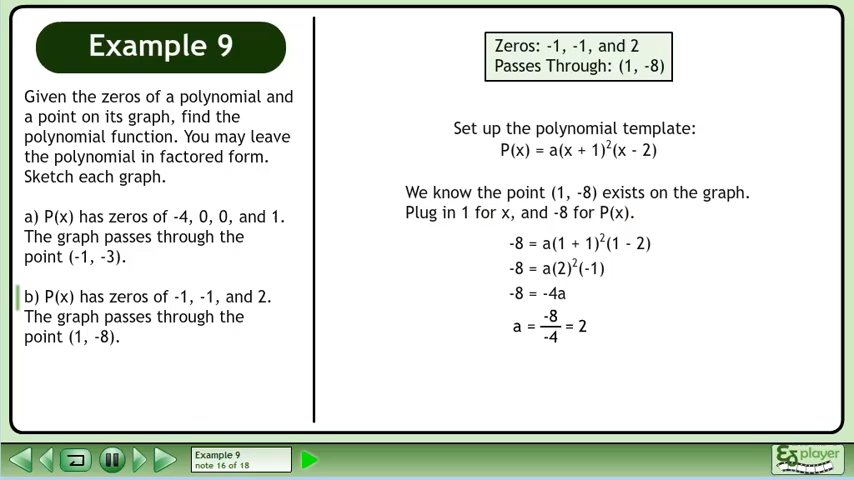 Example 9
Given the zeros of a polynomial and
a point on its graph, find the
polynomial function. You may leave
the polynomial in factored form.
Sketch each graph.
a) P(x) has zeros of -4, 0, 0, and 1.
The graph passes through the
point (-1, -3).
b) P(x) has zeros of -1, -1, and 2.
The graph passes through the
point (1, -8).
Zeros: -1, -1, and 2
Passes Through: (1, -8)
Set up the polynomial template:
P(x) = a(x + 1)²(x - 2)
We know the point (1, -8) exists on the graph.
Plug in 1 for x, and -8 for P(x).
-8 = a(1 + 1)²(1 - 2)
-8 = a(2)²(-1)
-8 = -4a
a = -8/-4 = 2
Example 9
note 16 of 18
player